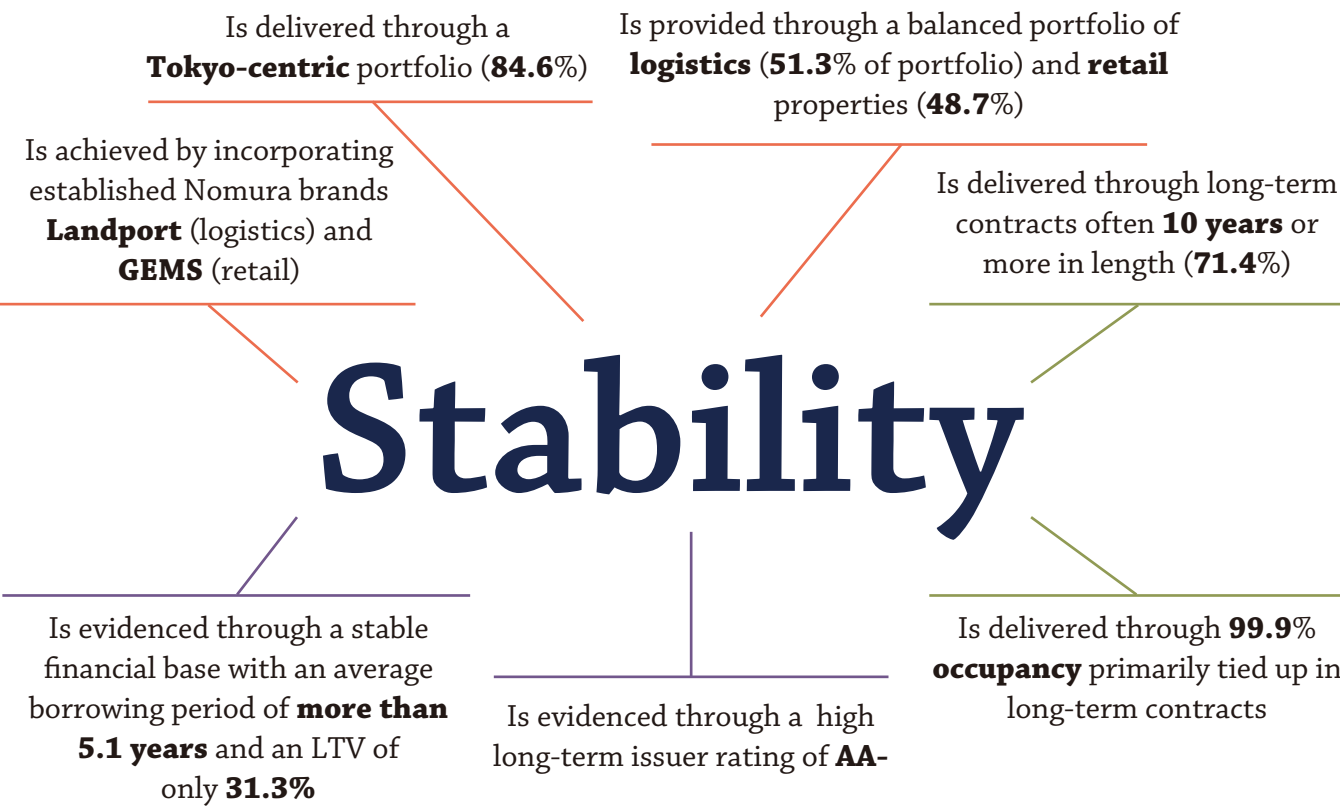 Is delivered through a
Tokyo-centric portfolio (84.6%)
Is provided through a balanced portfolio of
logistics (51.3% of portfolio) and retail
properties (48.7%)
Is achieved by incorporating
established Nomura brands
Landport (logistics) and
GEMS (retail)
Is delivered through long-term
contracts often 10 years or
more in length (71.4%)
Stability
Is evidenced through a stable
financial base with an average
borrowing period of more than
5.1 years and an LTV of
only 31.3%
Is evidenced through a high
long-term issuer rating of AA-
Is delivered through 99.9%
occupancy primarily tied up in
long-term contracts